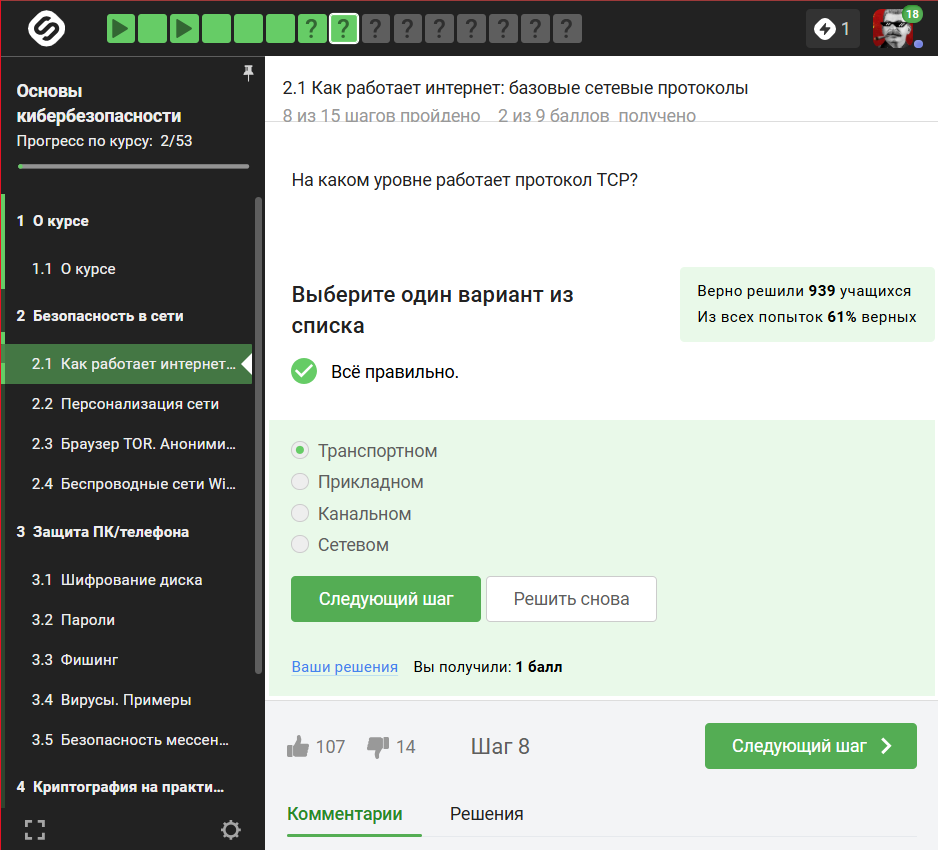 ? ? ? ? ? ? ? ? ?
1
18
Основы
кибербезопасности
Прогресс по курсу: 2/53
1 О курсе
1.1 О курсе
2 Безопасность в сети
2.1 Как работает интернет...
2.2 Персонализация сети
2.3 Браузер TOR. Аноними...
2.4 Беспроводные сети Wi...
3 Защита ПК/телефона
3.1 Шифрование диска
3.2 Пароли
3.3 Фишинг
3.4 Вирусы. Примеры
3.5 Безопасность мессен...
4 Криптография на практи...
2.1 Как работает интернет: базовые сетевые протоколы
8 из 15 шагов пройдено 2 из 9 баллов получено
На каком уровне работает протокол TCP?
Выберите один вариант из
списка
Верно решили 939 учащихся
Из всех попыток 61% верных
Всё правильно.
Транспортном
Прикладном
Канальном
Сетевом
Следующий шаг
Решить снова
Ваши решения Вы получили: 1 балл
107 14 Шаг 8
Следующий шаг
Комментарии
Решения